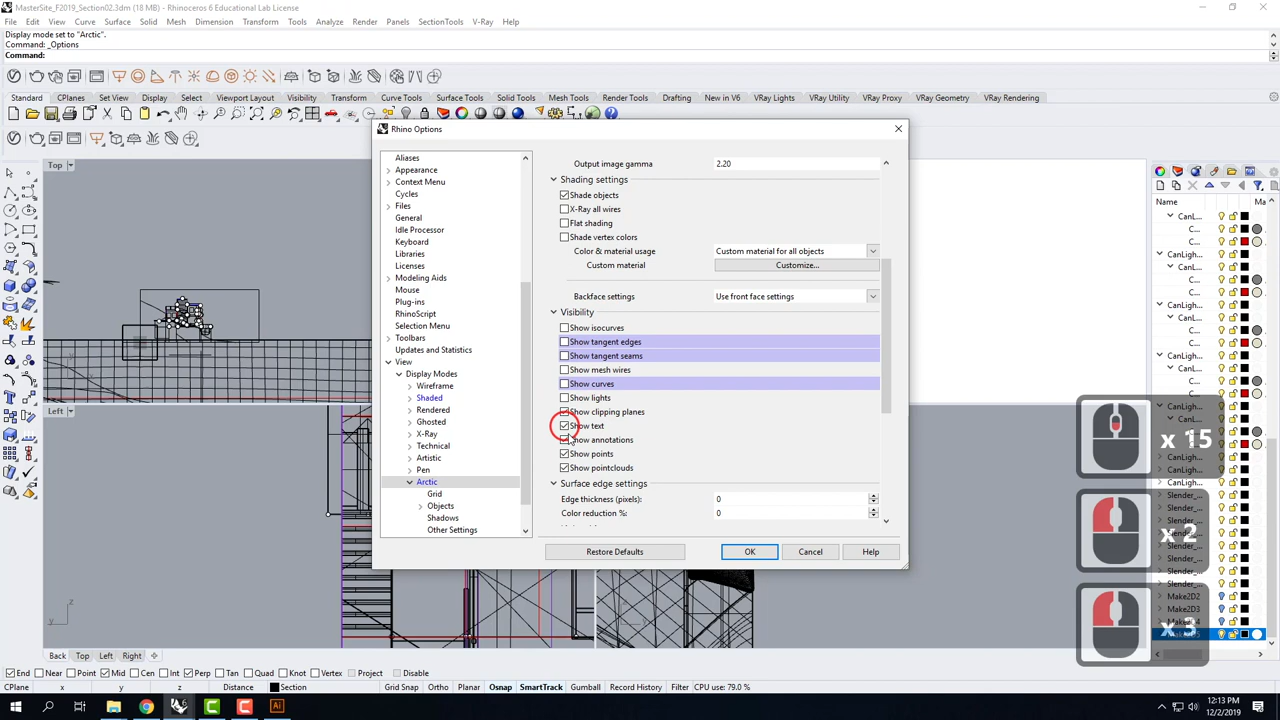 MasterSite_F2019_Section02.3dm (18 MB) - Rhinoceros 6 Educational Lab License
File Edit View Curve Surface Solid Mesh Dimension Transform Tools Analyze Render Panels SectionTools V-Ray Help
Display mode set to "Arctic".
Command: _Options
Command:
Standard CPlanes Set View Display Select Viewport Layout Visibility Transform Curve Tools Surface Tools Solid Tools Mesh Tools Render Tools Drafting New in V6 VRay Lights VRay Utility VRay Proxy VRay Geometry VRay Rendering
Rhino Options
Top
Aliases
Appearance
Context Menu
Cycles
Files
General
Idle Processor
Keyboard
Libraries
Licenses
Modeling Aids
Mouse
Plug-ins
RhinoScript
Selection Menu
Toolbars
Updates and Statistics
View
Display Modes
Wireframe
Shaded
Rendered
Ghosted
X-Ray
Technical
Artistic
Pen
Arctic
Grid
Objects
Shadows
Other Settings
Output image gamma 2.20
Shading settings
Shade objects
X-Ray all wires
Flat shading
Shade vertex colors
Color & material usage Custom material for all objects
Custom material Customize...
Backface settings Use front face settings
Visibility
Show isocurves
Show tangent edges
Show tangent seams
Show mesh wires
Show curves
Show lights
Show clipping planes
Show text
Show annotations
Show points
Show pointclouds
Surface edge settings
Edge thickness (pixels): 0
Color reduction %: 0
Restore Defaults OK Cancel Help
Left
Name Ma
CanL
C...
C...
CanLigh
CanL
C...
C...
CanLigh
CanL
C...
C...
CanLigh
CanL
x 15
x 2
x 3
Slender_
Slender_
Make2D2
Make2D3
Back Top Left Right
End Near Point Mid Cen Int Perp Tan Quad Knot Vertex Project Disable
CPlane x y z Distance Section Grid Snap Ortho Planar Osnap SmartTrack Gumball Record History Filter CPU use: 79.0 %
12:13 PM
12/2/2019